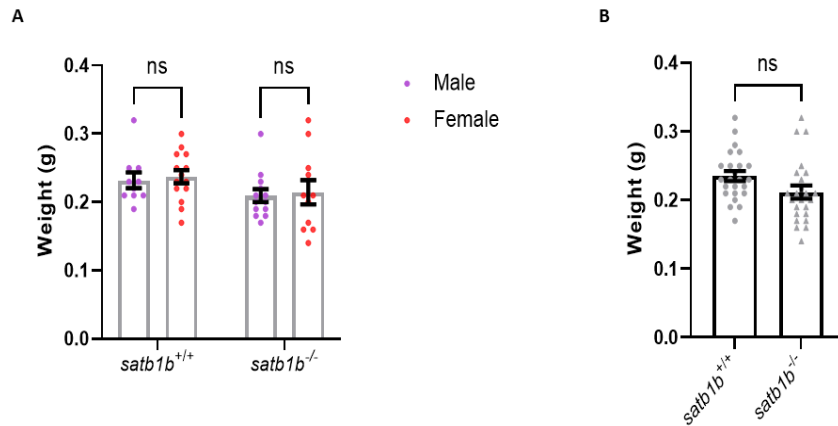 A
Weight (g)
0.4
0.3
0.2
0.1
0.0
ns
ns
satb1b+/+
satb1b-/-
Male
Female
B
Weight (g)
0.4
0.3
0.2
0.1
0.0
ns
satb1b+/+
satb1b-/-